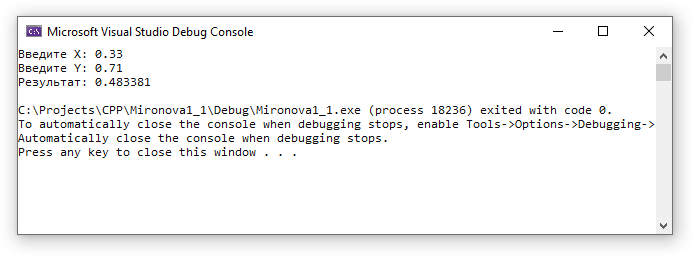 C:\ Microsoft Visual Studio Debug Console
Введите X: 0.33
Введите Y: 0.71
Результат: 0.483381
C:\Projects\CPP\Mironova1_1\Debug\Mironova1_1.exe (process 18236) exited with code 0.
To automatically close the console when debugging stops, enable Tools->Options->Debugging->
Automatically close the console when debugging stops.
Press any key to close this window . . .